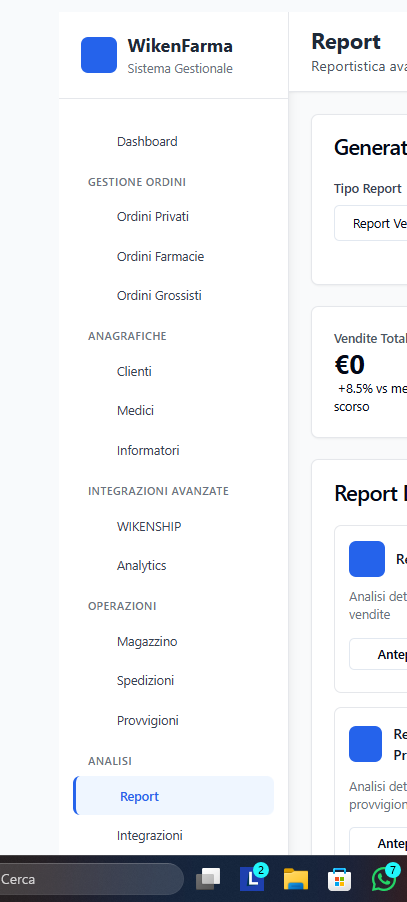 WikenFarma
Sistema Gestionale
Dashboard
GESTIONE ORDINI
Ordini Privati
Ordini Farmacie
Ordini Grossisti
ANAGRAFICHE
Clienti
Medici
Informatori
INTEGRAZIONI AVANZATE
WIKENSHIP
Analytics
OPERAZIONI
Magazzino
Spedizioni
Provvigioni
ANALISI
Report
Integrazioni
Report
Reportistica ava
Generat
Tipo Report
Report Ve
Vendite Total
€0
+8.5% vs me
scorso
Report
Re
Analisi det
vendite
Antep
Re
Pr
Analisi det
provvigion
Antep
Cerca
L
2
7